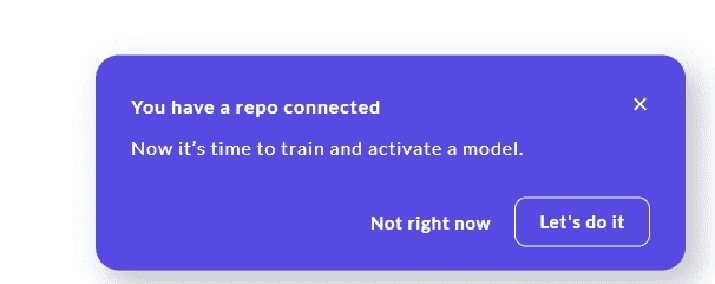 You have a repo connected
Now it's time to train and activate a model.
Not right now
Let's do it